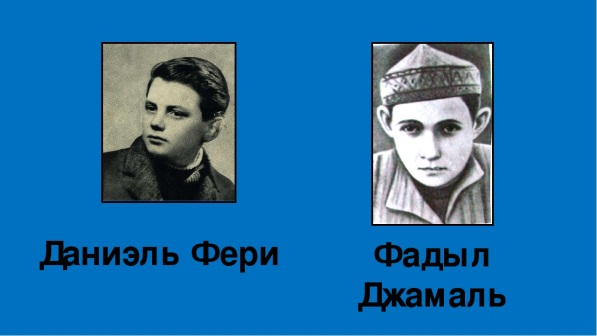 Даниэль Фери
Фадыл
Джамаль